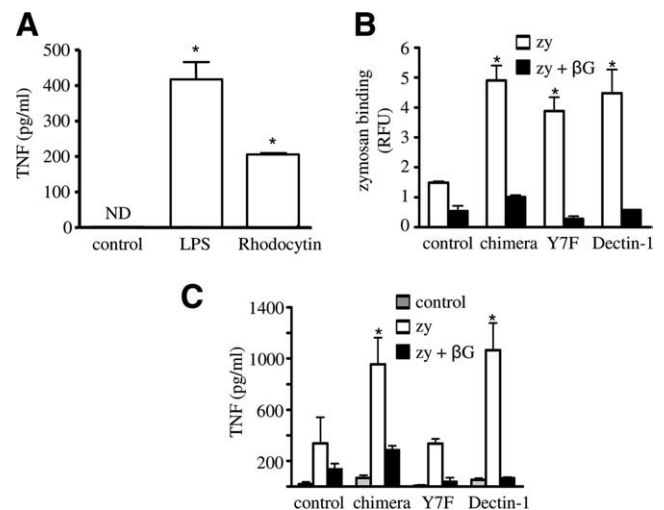 A
TNF (pg/ml)
500
400
300
200
100
0
*
*
ND
control LPS Rhodocytin
B
zymosan binding
(RFU)
6
5
4
3
2
1
0
zy
zy + βG
*
*
*
control chimera Y7F Dectin-1
C
TNF (pg/ml)
1400
1000
600
200
control
zy
zy + βG
*
*
control chimera Y7F Dectin-1